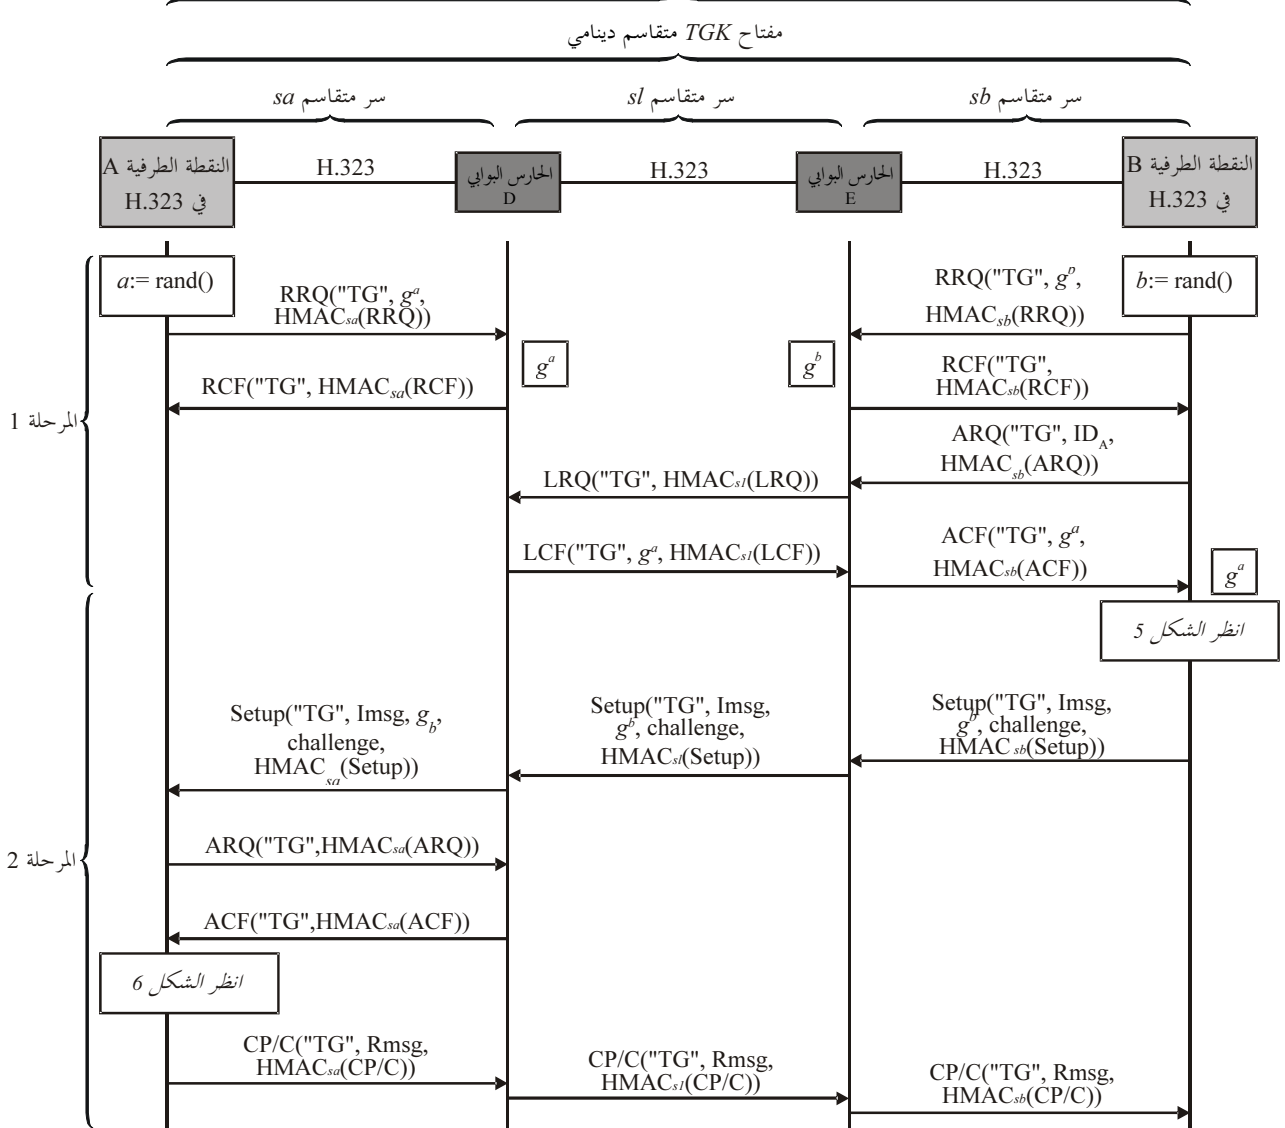 مفتاح TGK متقاسم دينامي
سر متقاسم sa
سر متقاسم sl
سر متقاسم sb
النقطة الطرفية A
في H.323
H.323
الحارس البوابي
D
H.323
الحارس البوابي
E
H.323
النقطة الطرفية B
في H.323
المرحلة 1
a:= rand()
b:= rand()
RRQ("TG", g^a,
HMAC_sa(RRQ))
RRQ("TG", g^b,
HMAC_sb(RRQ))
g^a
g^b
RCF("TG", HMAC_sa(RCF))
RCF("TG",
HMAC_sb(RCF))
ARQ("TG", ID_A,
HMAC_sb(ARQ))
LRQ("TG", HMAC_s1(LRQ))
LCF("TG", g^a, HMAC_s1(LCF))
ACF("TG", g^a,
HMAC_sb(ACF))
g^a
انظر الشكل 5
المرحلة 2
Setup("TG", Imsg,
g^b, challenge,
HMAC_sb(Setup))
Setup("TG", Imsg,
g^b, challenge,
HMAC_sl(Setup))
Setup("TG", Imsg, g_b,
challenge,
HMAC_sa(Setup))
ARQ("TG",HMAC_sa(ARQ))
ACF("TG",HMAC_sa(ACF))
انظر الشكل 6
CP/C("TG", Rmsg,
HMAC_sa(CP/C))
CP/C("TG", Rmsg,
HMAC_s1(CP/C))
CP/C("TG", Rmsg,
HMAC_sb(CP/C))